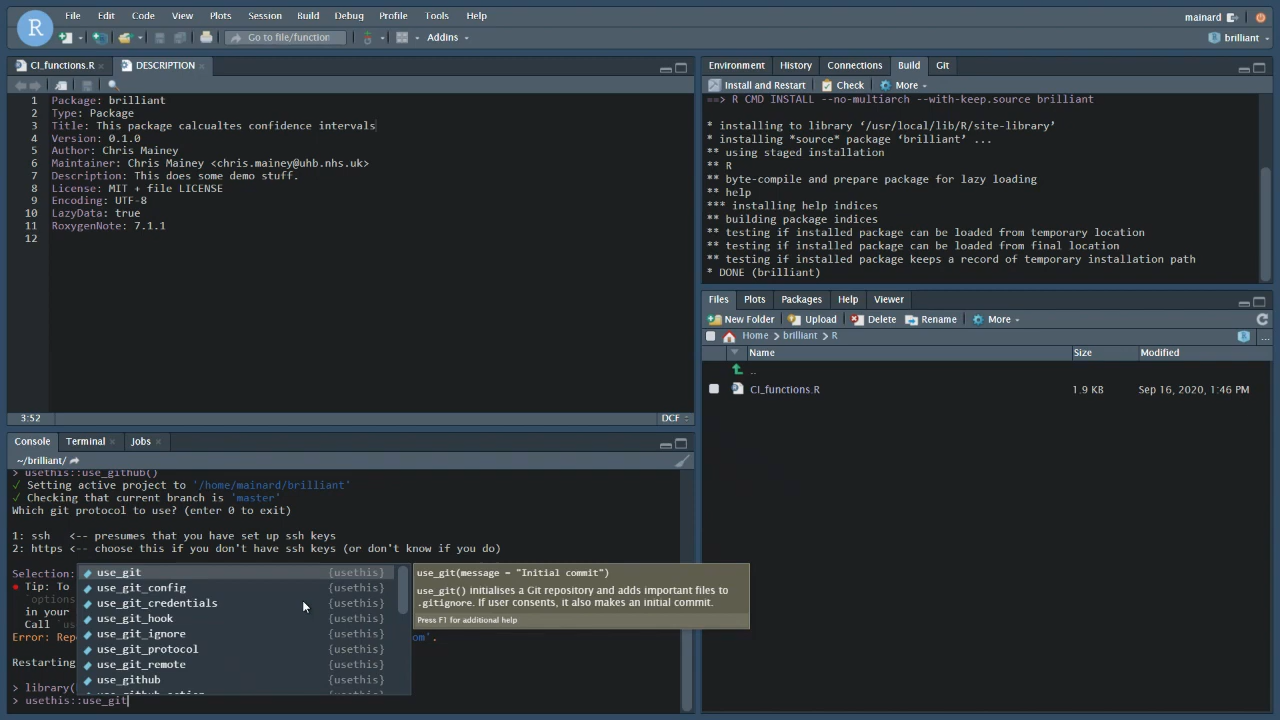 File Edit Code View Plots Session Build Debug Profile Tools Help
mainard
R
Go to file/function
Addins
brilliant
CI_functions.R
DESCRIPTION
1 Package: brilliant
2 Type: Package
3 Title: This package calcualtes confidence intervals
4 Version: 0.1.0
5 Author: Chris Mainey
6 Maintainer: Chris Mainey <chris.mainey@uhb.nhs.uk>
7 Description: This does some demo stuff.
8 License: MIT + file LICENSE
9 Encoding: UTF-8
10 LazyData: true
11 RoxygenNote: 7.1.1
12
3:52
DCF
Console Terminal Jobs
~/brilliant/
> usethis::use_github()
✓ Setting active project to '/home/mainard/brilliant'
✓ Checking that current branch is 'master'
Which git protocol to use? (enter 0 to exit)
1: ssh <-- presumes that you have set up ssh keys
2: https <-- choose this if you don't have ssh keys (or don't know if you do)
Selection:
● Tip: To
`options
in your
Call `us
Error: Rep
om'.
Restarting
> library(
> usethis::use_git
use_git {usethis}
use_git_config {usethis}
use_git_credentials {usethis}
use_git_hook {usethis}
use_git_ignore {usethis}
use_git_protocol {usethis}
use_git_remote {usethis}
use_github {usethis}
use_github_action {usethis}
use_git(message = "Initial commit")
use_git() initialises a Git repository and adds important files to
.gitignore. If user consents, it also makes an initial commit.
Press F1 for additional help
Environment History Connections Build Git
Install and Restart Check More
==> R CMD INSTALL --no-multiarch --with-keep.source brilliant
* installing to library ‘/usr/local/lib/R/site-library’
* installing *source* package ‘brilliant’ ...
** using staged installation
** R
** byte-compile and prepare package for lazy loading
** help
*** installing help indices
** building package indices
** testing if installed package can be loaded from temporary location
** testing if installed package can be loaded from final location
** testing if installed package keeps a record of temporary installation path
* DONE (brilliant)
Files Plots Packages Help Viewer
New Folder Upload Delete Rename More
Home brilliant R
R
...
Name Size Modified
..
CI_functions.R 1.9 KB Sep 16, 2020, 1:46 PM